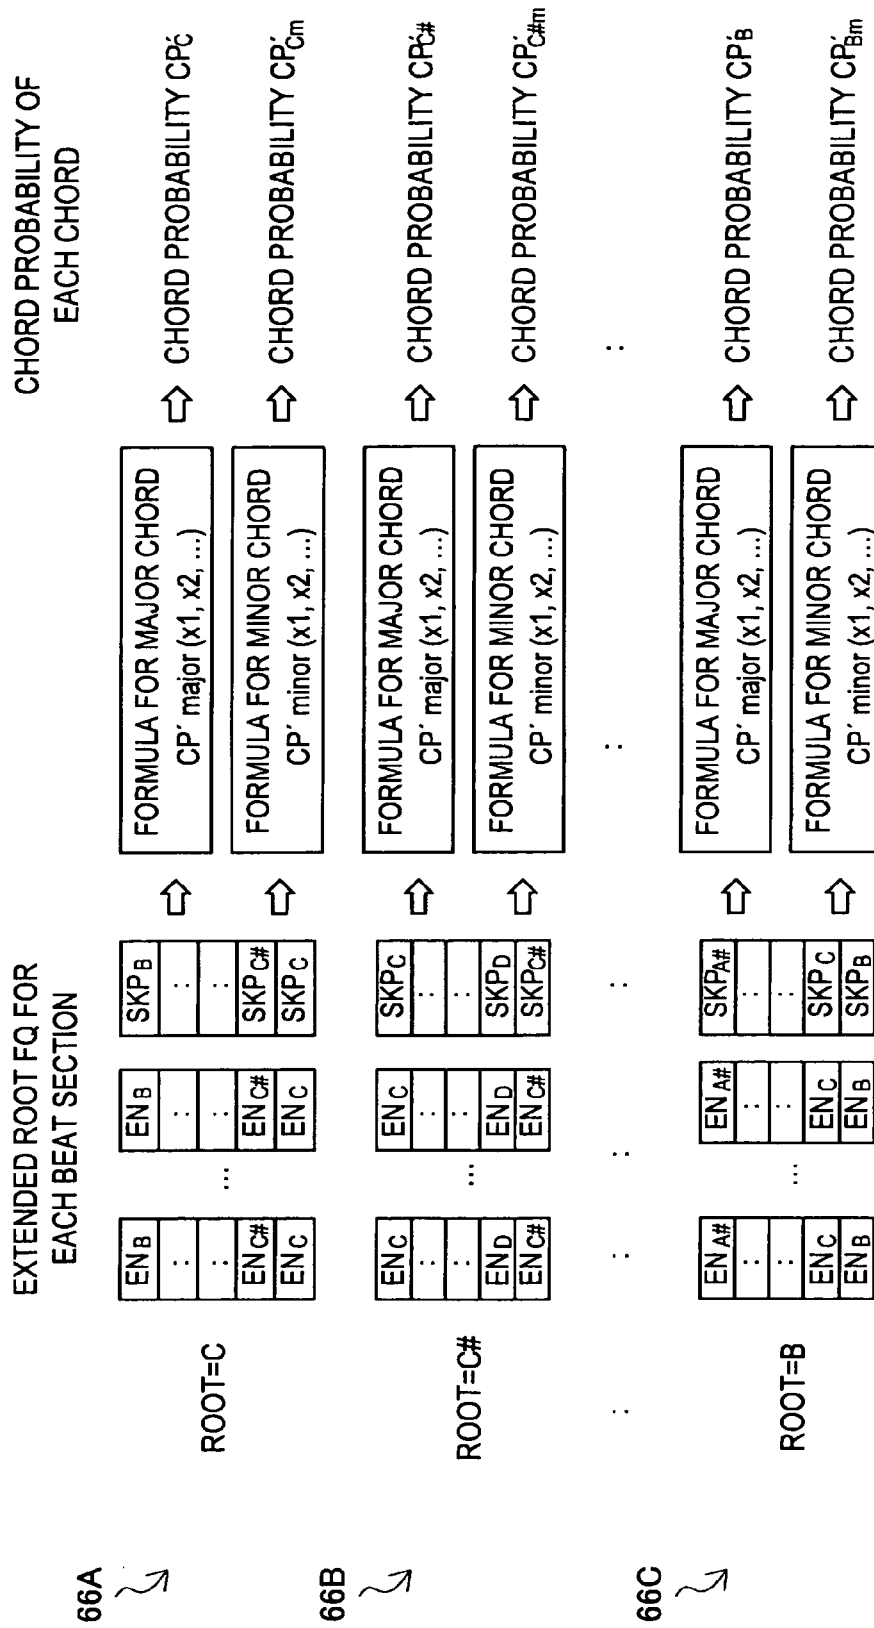 EXTENDED ROOT FQ FOR
EACH BEAT SECTION
CHORD PROBABILITY OF
EACH CHORD
66A
ROOT=C
ENB
:
:
ENC#
ENC
...
ENB
:
:
ENC#
ENC
SKPB
:
:
SKPC#
SKPC
FORMULA FOR MAJOR CHORD
CP´ major (x1, x2, ...)
CHORD PROBABILITY CP´C
FORMULA FOR MINOR CHORD
CP´ minor (x1, x2, ...)
CHORD PROBABILITY CP´Cm
66B
ROOT=C#
ENC
:
:
END
ENC#
...
ENC
:
:
END
ENC#
SKPC
:
:
SKPD
SKPC#
FORMULA FOR MAJOR CHORD
CP´ major (x1, x2, ...)
CHORD PROBABILITY CP´C#
FORMULA FOR MINOR CHORD
CP´ minor (x1, x2, ...)
CHORD PROBABILITY CP´C#m
: : : : :
66C
ROOT=B
ENA#
:
:
ENC
ENB
...
ENA#
:
:
ENC
ENB
SKPA#
:
:
SKPC
SKPB
FORMULA FOR MAJOR CHORD
CP´ major (x1, x2, ...)
CHORD PROBABILITY CP´B
FORMULA FOR MINOR CHORD
CP´ minor (x1, x2, ...)
CHORD PROBABILITY CP´Bm